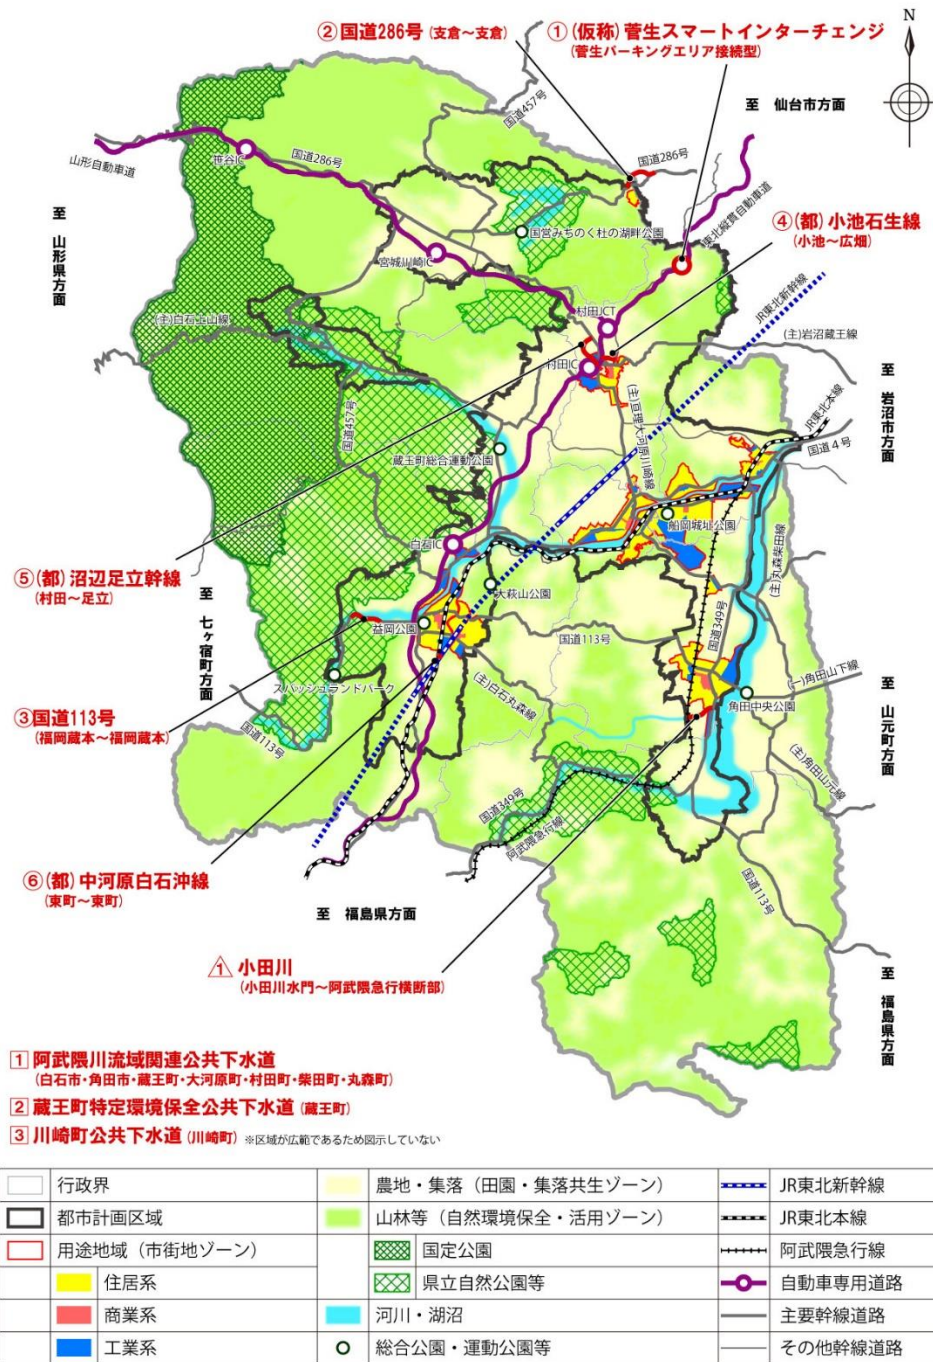 ②国道286号(支倉~支倉)
①(仮称)菅生スマートインターチェンジ
(菅生パーキングエリア接続型)
N
至 仙台市方面
国道457号
国道286号
山形自動車道
笹谷IC
国道286号
東北縦貫自動車道
至 山形県方面
国営みちのく杜の湖畔公園
④(都)小池石生線
(小池~広畑)
宮城川崎IC
JR東北新幹線
村田JCT
(主)白石上山線
(主)岩沼蔵王線
村田IC
至 岩沼市方面
(主)亘理大河原川崎線
JR東北本線
国道4号
国道457号
蔵王町総合運動公園
船岡城址公園
白石IC
(主)丸森柴田線
⑤(都)沼辺足立幹線
(村田~足立)
大萩山公園
至 七ヶ宿町方面
益岡公園
国道113号
国道349号
(一)角田山下線
スパッシュランドパーク
(主)白石丸森線
角田中央公園
至 山元町方面
③国道113号
(福岡蔵本~福岡蔵本)
国道113号
(主)角田山元線
国道349号
阿武隈急行線
⑥(都)中河原白石沖線
(東町~東町)
国道113号
至 福島県方面
1 小田川
(小田川水門~阿武隈急行横断部)
至 福島県方面
1 阿武隈川流域関連公共下水道
(白石市・角田市・蔵王町・大河原町・村田町・柴田町・丸森町)
2 蔵王町特定環境保全公共下水道(蔵王町)
3 川崎町公共下水道(川崎町) ※区域が広範であるため図示していない
行政界 農地・集落(田園・集落共生ゾーン) JR東北新幹線
都市計画区域 山林等(自然環境保全・活用ゾーン) JR東北本線
用途地域(市街地ゾーン) 国定公園 阿武隈急行線
住居系 県立自然公園等 自動車専用道路
商業系 河川・湖沼 主要幹線道路
工業系 総合公園・運動公園等 その他幹線道路